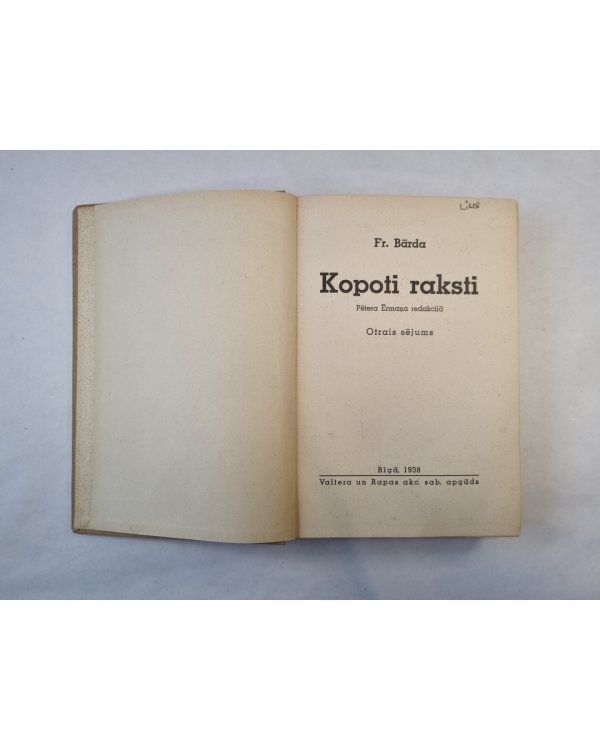 Fr. Bārda
Kopoti raksti
Pētera Ērmaņa redakcijā
Otrais sējums
Rīgā, 1938
Valtera un Rapas akc. sab. apgāds